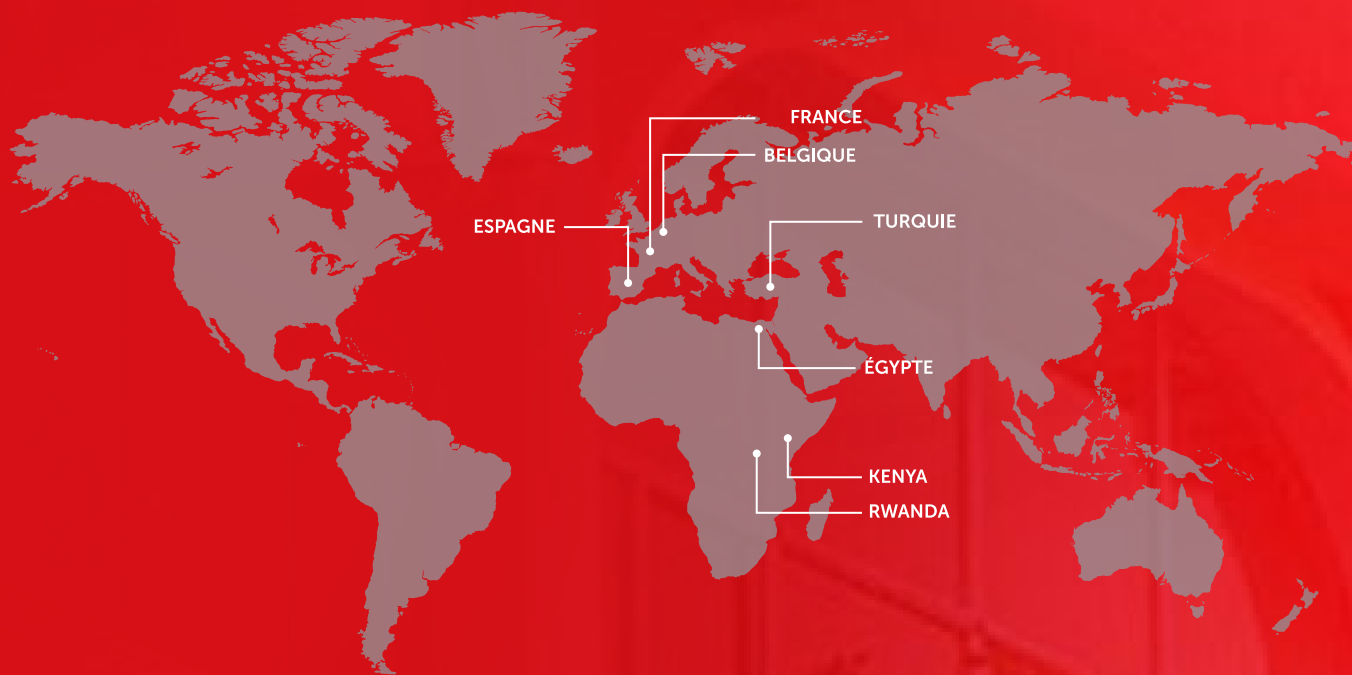 FRANCE
BELGIQUE
ESPAGNE
TURQUIE
ÉGYPTE
KENYA
RWANDA